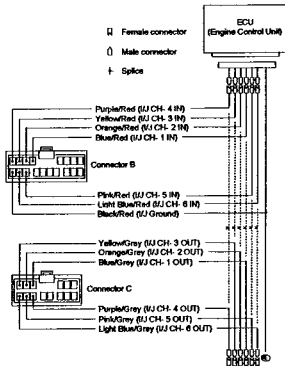 ECU
(Engine Control Unit)
Female connector
Male connector
Splice
Purple/Red (I/J CH- 4 IN)
Yellow/Red (I/J CH- 3 IN)
Orange/Red (I/J CH- 2 IN)
Blue/Red (I/J CH- 1 IN)
Connector B
Pink/Red (I/J CH- 5 IN)
Light Blue/Red (I/J CH- 6 IN)
Black/Red (I/J Ground)
Yellow/Grey (I/J CH- 3 OUT)
Orange/Grey (I/J CH- 2 OUT)
Blue/Grey (I/J CH- 1 OUT)
Connector C
Purple/Grey (I/J CH- 4 OUT)
Pink/Grey (I/J CH- 5 OUT)
Light Blue/Grey (I/J CH- 6 OUT)